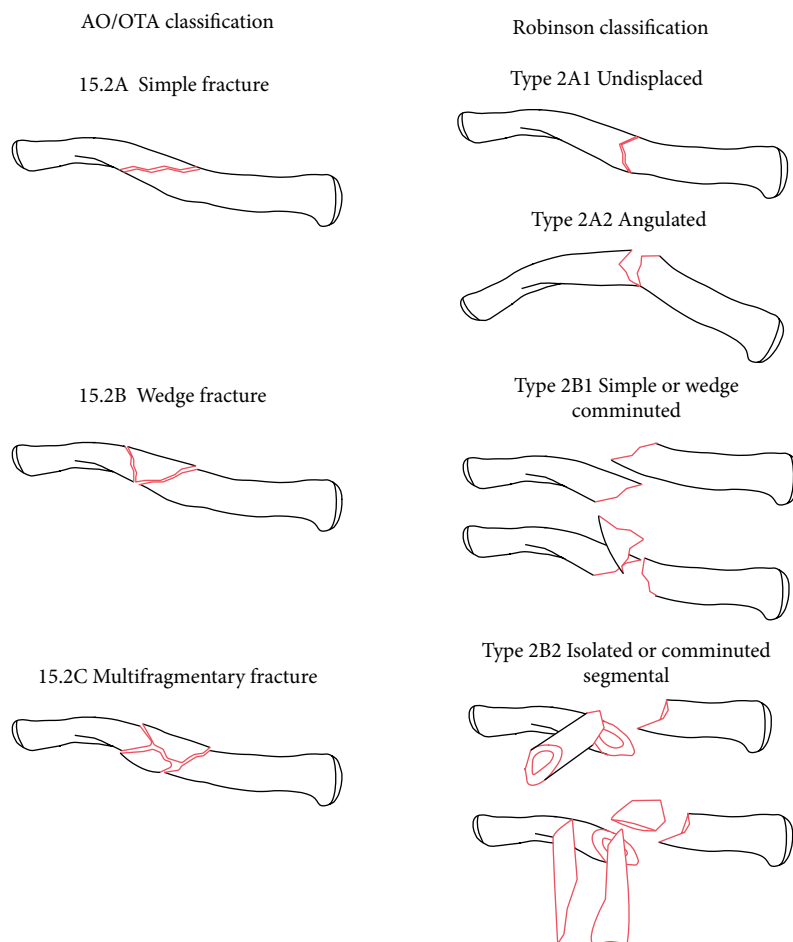 AO/OTA classification
15.2A Simple fracture
15.2B Wedge fracture
15.2C Multifragmentary fracture
Robinson classification
Type 2A1 Undisplaced
Type 2A2 Angulated
Type 2B1 Simple or wedge
comminuted
Type 2B2 Isolated or comminuted
segmental